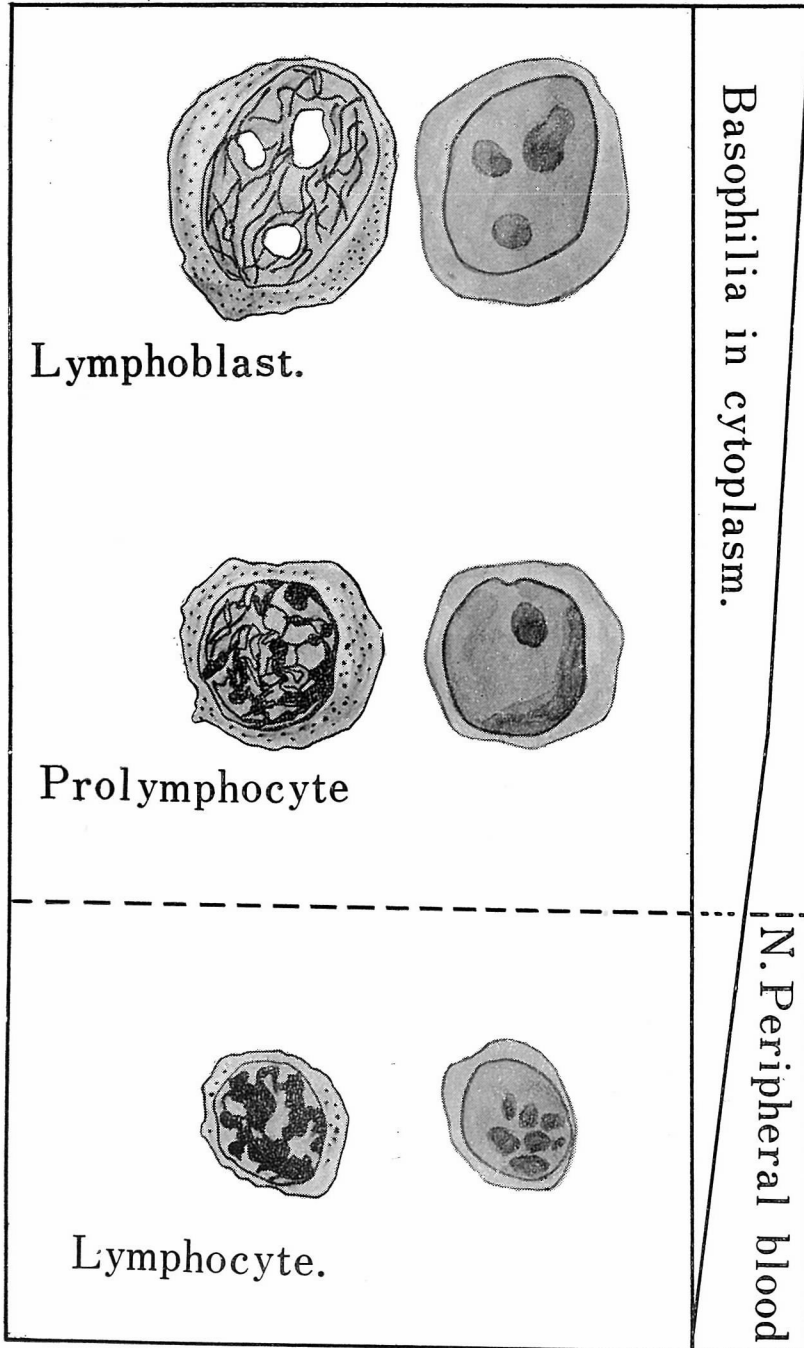 Lymphoblast.
Prolymphocyte
Lymphocyte.
Basophilia in cytoplasm.
N. Peripheral blood